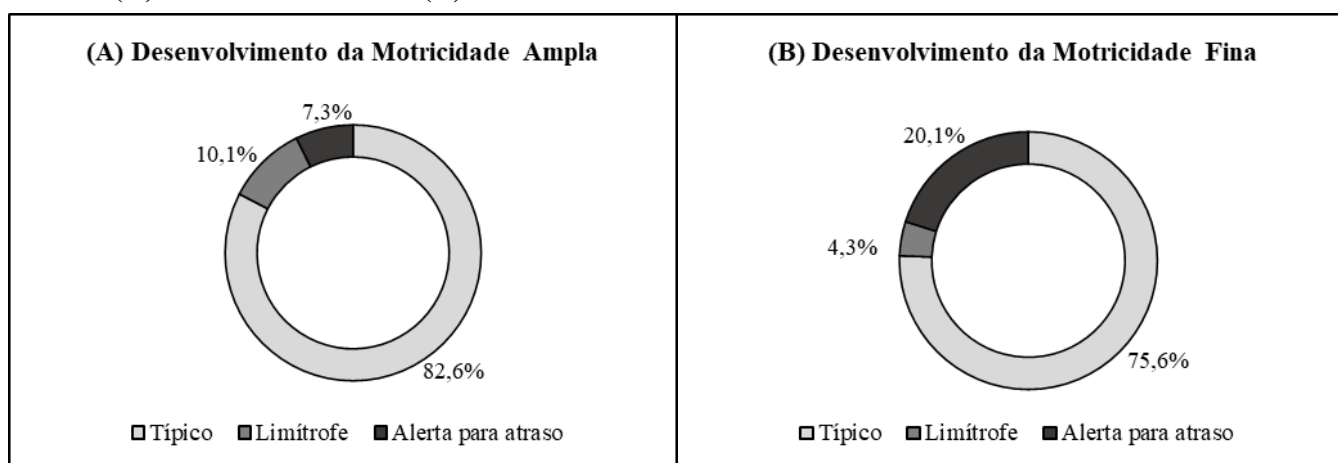 (A) Desenvolvimento da Motricidade Ampla
7,3%
10,1%
82,6%
Típico Limítrofe Alerta para atraso
(B) Desenvolvimento da Motricidade Fina
20,1%
4,3%
75,6%
Típico Limítrofe Alerta para atraso